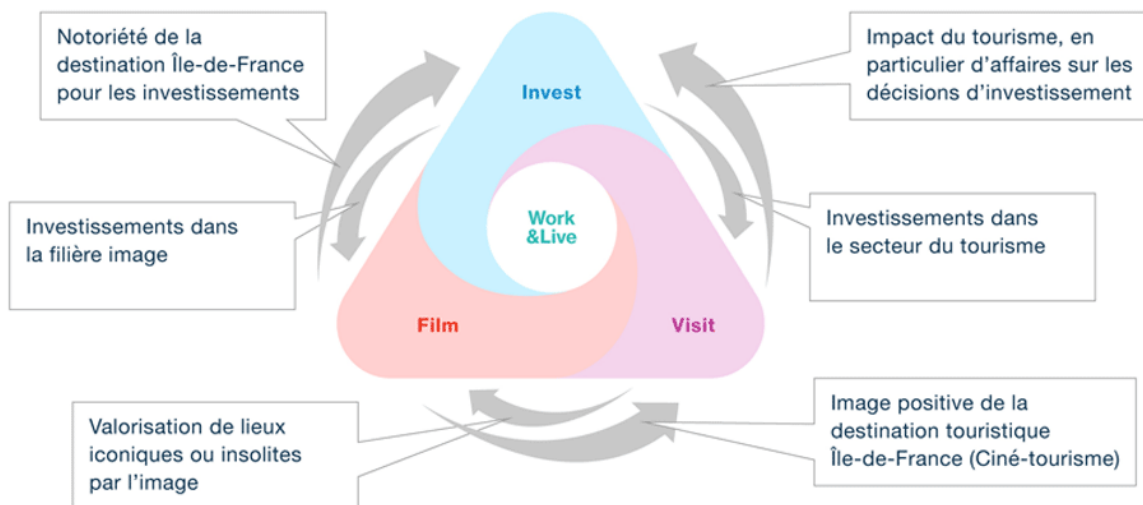 Notoriété de la
destination Île-de-France
pour les investissements
Impact du tourisme, en
particulier d’affaires sur les
décisions d’investissement
Invest
Investissements dans
la filière image
Work
&Live
Investissements dans
le secteur du tourisme
Film
Visit
Valorisation de lieux
iconiques ou insolites
par l’image
Image positive de la
destination touristique
Île-de-France (Ciné-tourisme)